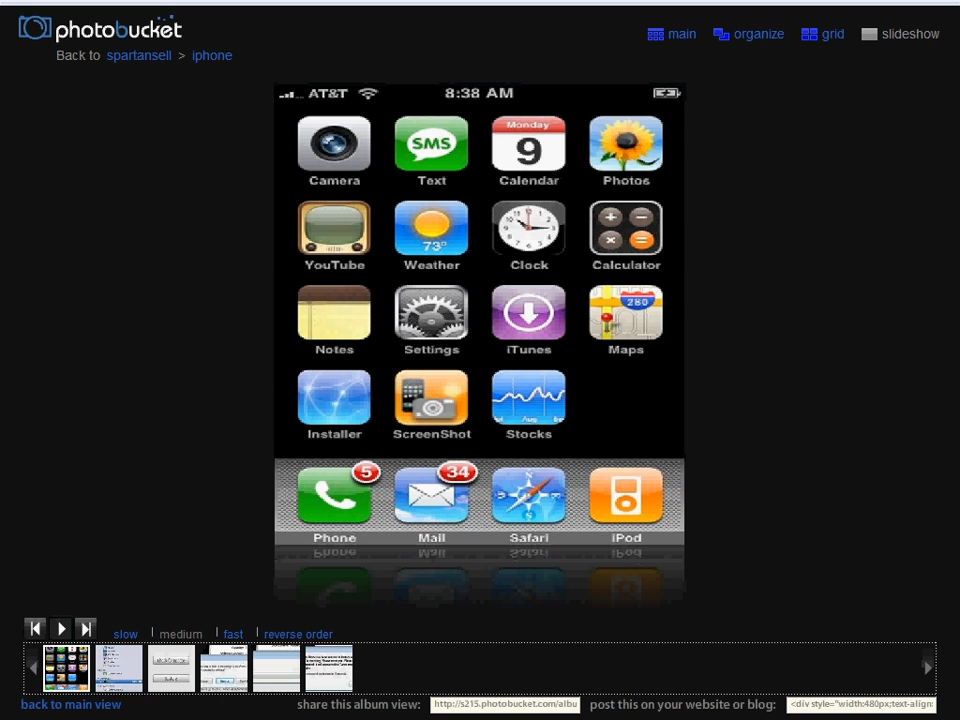 photobucket
main organize grid slideshow
Back to spartansell > iphone
AT&T 8:38 AM
SMS Monday 9
Camera Text Calendar Photos
73°
YouTube Weather Clock Calculator
280
Notes Settings iTunes Maps
Installer ScreenShot Stocks
5 34
Phone Mail Safari iPod
slow medium fast reverse order
back to main view share this album view: http://s215.photobucket.com/albu post this on your website or blog: <div style="width:480px;text-align: